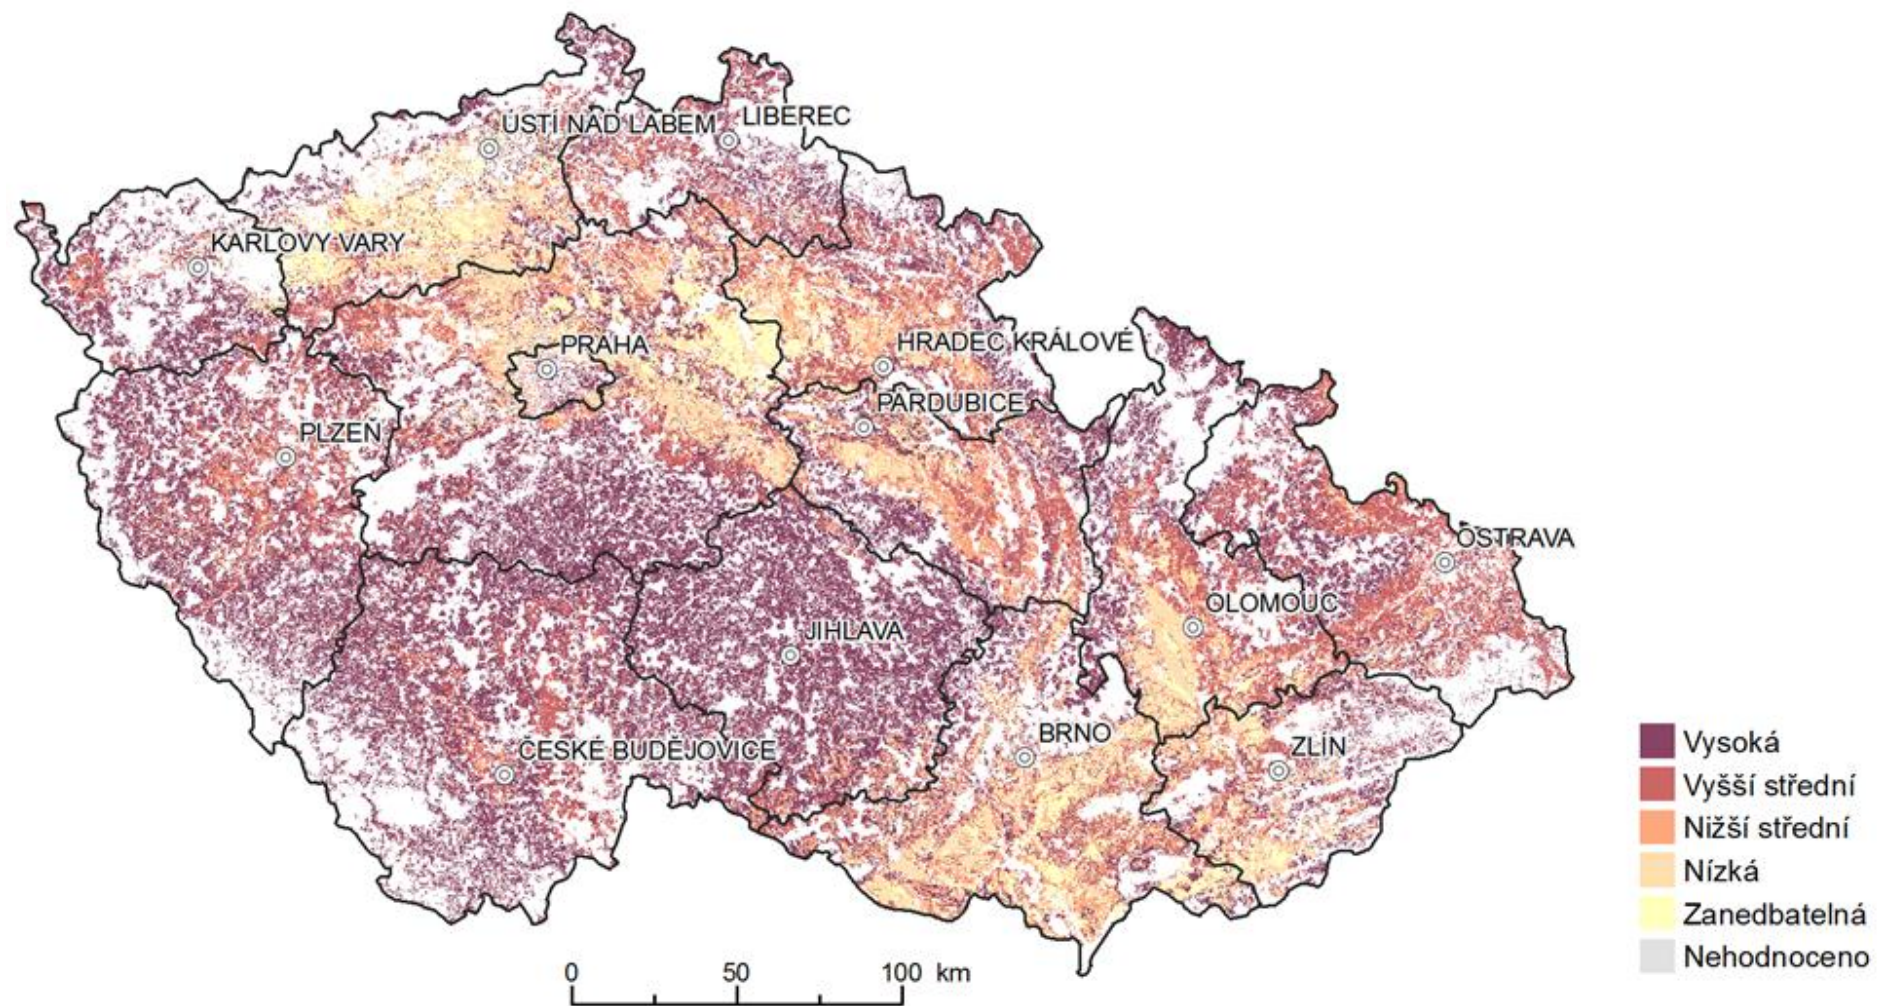 ÚSTÍ NAD LABEM
LIBEREC
KARLOVY VARY
PRAHA
HRADEC KRÁLOVÉ
PARDUBICE
PLZEŇ
OSTRAVA
OLOMOUC
JIHLAVA
BRNO
ČESKÉ BUDĚJOVICE
ZLÍN
Vysoká
Vyšší střední
Nižší střední
Nízká
Zanedbatelná
Nehodnoceno
0 50 100 km